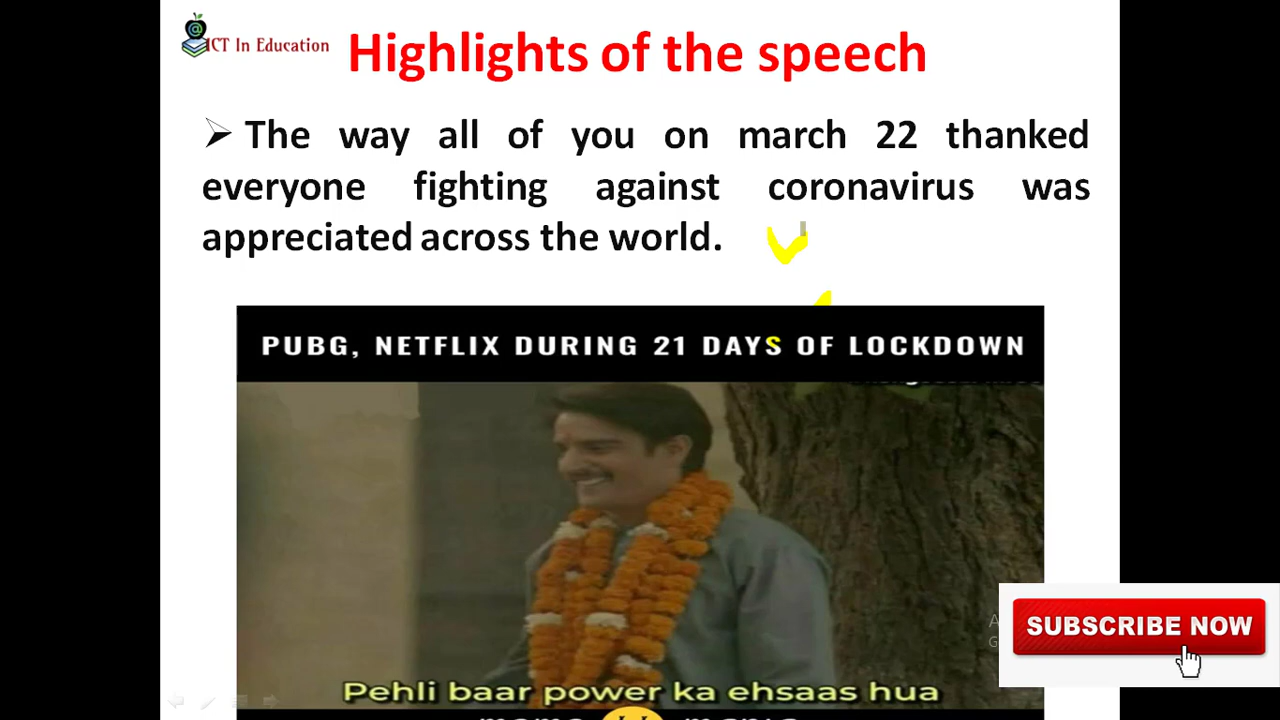 ICT In Education
Highlights of the speech
The way all of you on march 22 thanked
everyone fighting against coronavirus was
appreciated across the world.
PUBG, NETFLIX DURING 21 DAYS OF LOCKDOWN
SUBSCRIBE NOW
Pehli baar power ka ehsaas hua